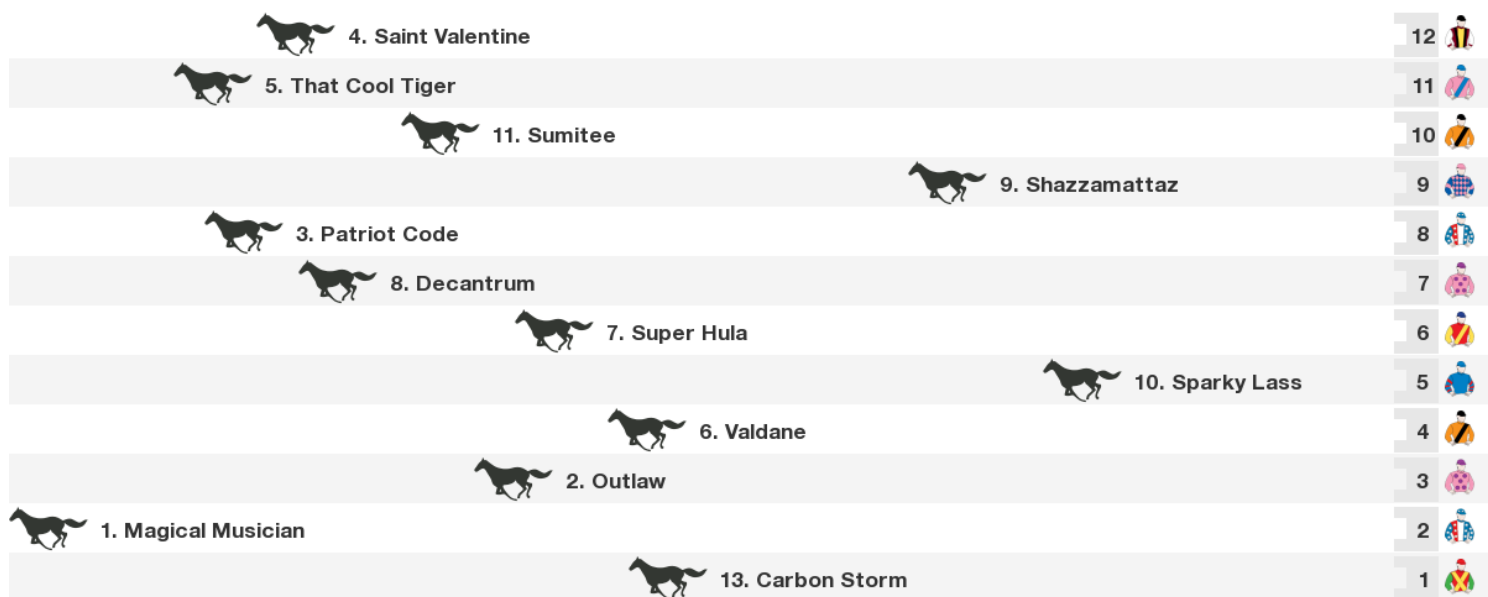 4. Saint Valentine 12
5. That Cool Tiger 11
11. Sumitee 10
9. Shazzamattaz 9
3. Patriot Code 8
8. Decantrum 7
7. Super Hula 6
10. Sparky Lass 5
6. Valdane 4
2. Outlaw 3
1. Magical Musician 2
13. Carbon Storm 1